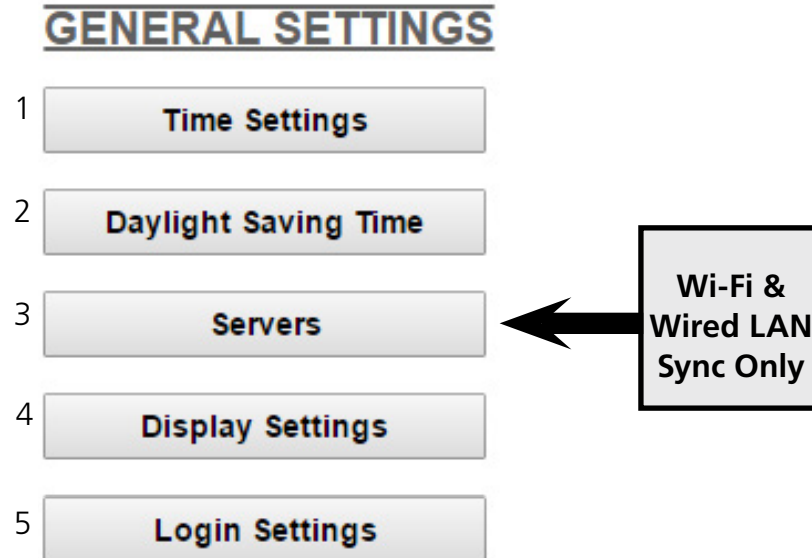 GENERAL SETTINGS
1 Time Settings
2 Daylight Saving Time
3 Servers
Wi-Fi &
Wired LAN
Sync Only
4 Display Settings
5 Login Settings